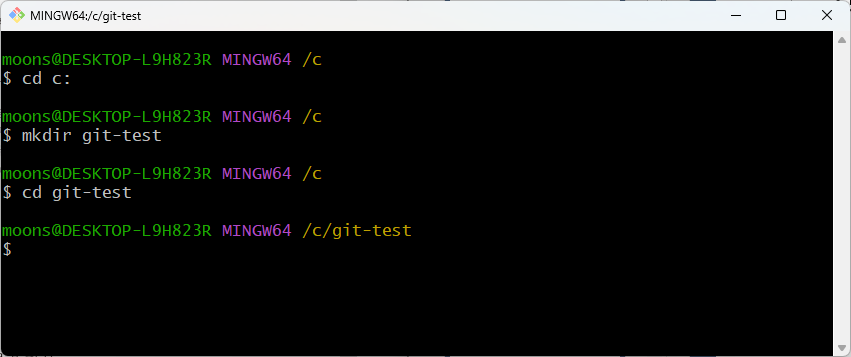 MINGW64:/c/git-test
moons@DESKTOP-L9H823R MINGW64 /c
$ cd c:
moons@DESKTOP-L9H823R MINGW64 /c
$ mkdir git-test
moons@DESKTOP-L9H823R MINGW64 /c
$ cd git-test
moons@DESKTOP-L9H823R MINGW64 /c/git-test
$